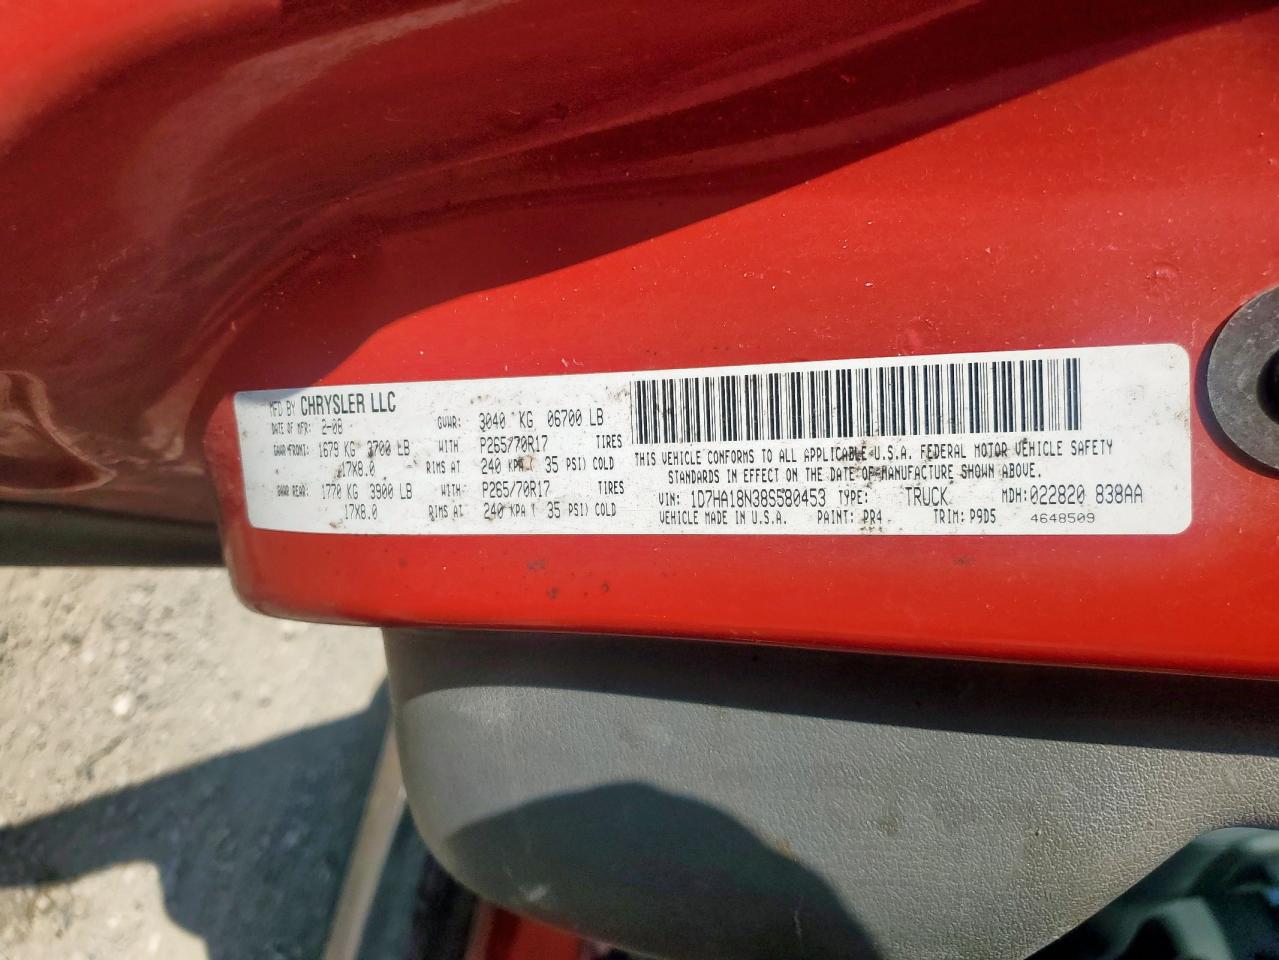 MFD BY CHRYSLER LLC
DATE OF MFR: 2-08 GVWR: 3040 KG 06700 LB
GAWR FRONT: 1679 KG 3700 LB WITH P265/70R17 TIRES
17X8.0 RIMS AT 240 KPA( 35 PSI) COLD
GAWR REAR: 1770 KG 3900 LB WITH P265/70R17 TIRES
17X8.0 RIMS AT 240 KPA( 35 PSI) COLD
THIS VEHICLE CONFORMS TO ALL APPLICABLE U.S.A. FEDERAL MOTOR VEHICLE SAFETY
STANDARDS IN EFFECT ON THE DATE OF MANUFACTURE SHOWN ABOVE.
VIN: 1D7HA18N38S580453 TYPE: TRUCK MDH: 022820 838AA
VEHICLE MADE IN U.S.A. PAINT: PR4 TRIM: P9D5 4648509